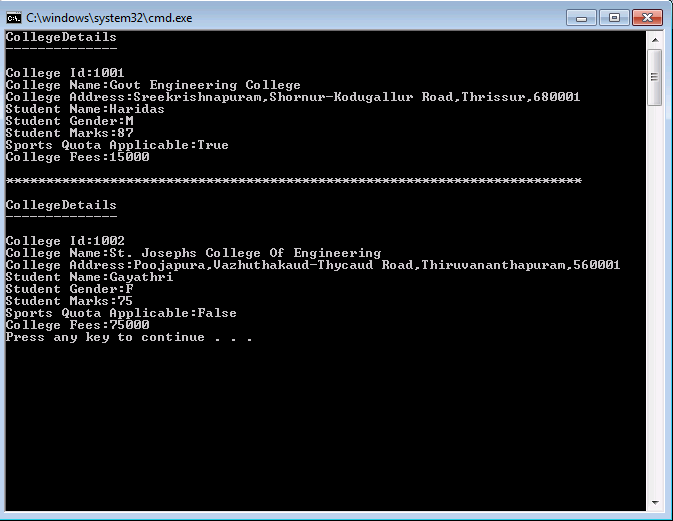 C:\windows\system32\cmd.exe
CollegeDetails
--------------
College Id:1001
College Name:Govt Engineering College
College Address:Sreekrishnapuram,Shornur-Kodugallur Road,Thrissur,680001
Student Name:Haridas
Student Gender:M
Student Marks:87
Sports Quota Applicable:True
College Fees:15000
************************************************************************
CollegeDetails
--------------
College Id:1002
College Name:St. Josephs College Of Engineering
College Address:Poojapura,Vazhuthakaud-Thycaud Road,Thiruvananthapuram,560001
Student Name:Gayathri
Student Gender:F
Student Marks:75
Sports Quota Applicable:False
College Fees:75000
Press any key to continue . . .